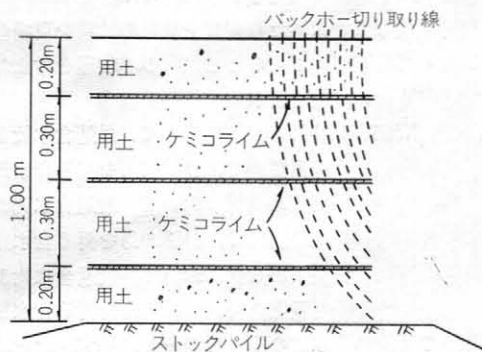 バックホー切り取り線
0.20m
用土
ケミコライム
0.30m
用土
1.00 m
ケミコライム
0.30m
用土
0.20m
用土
ストックパイル